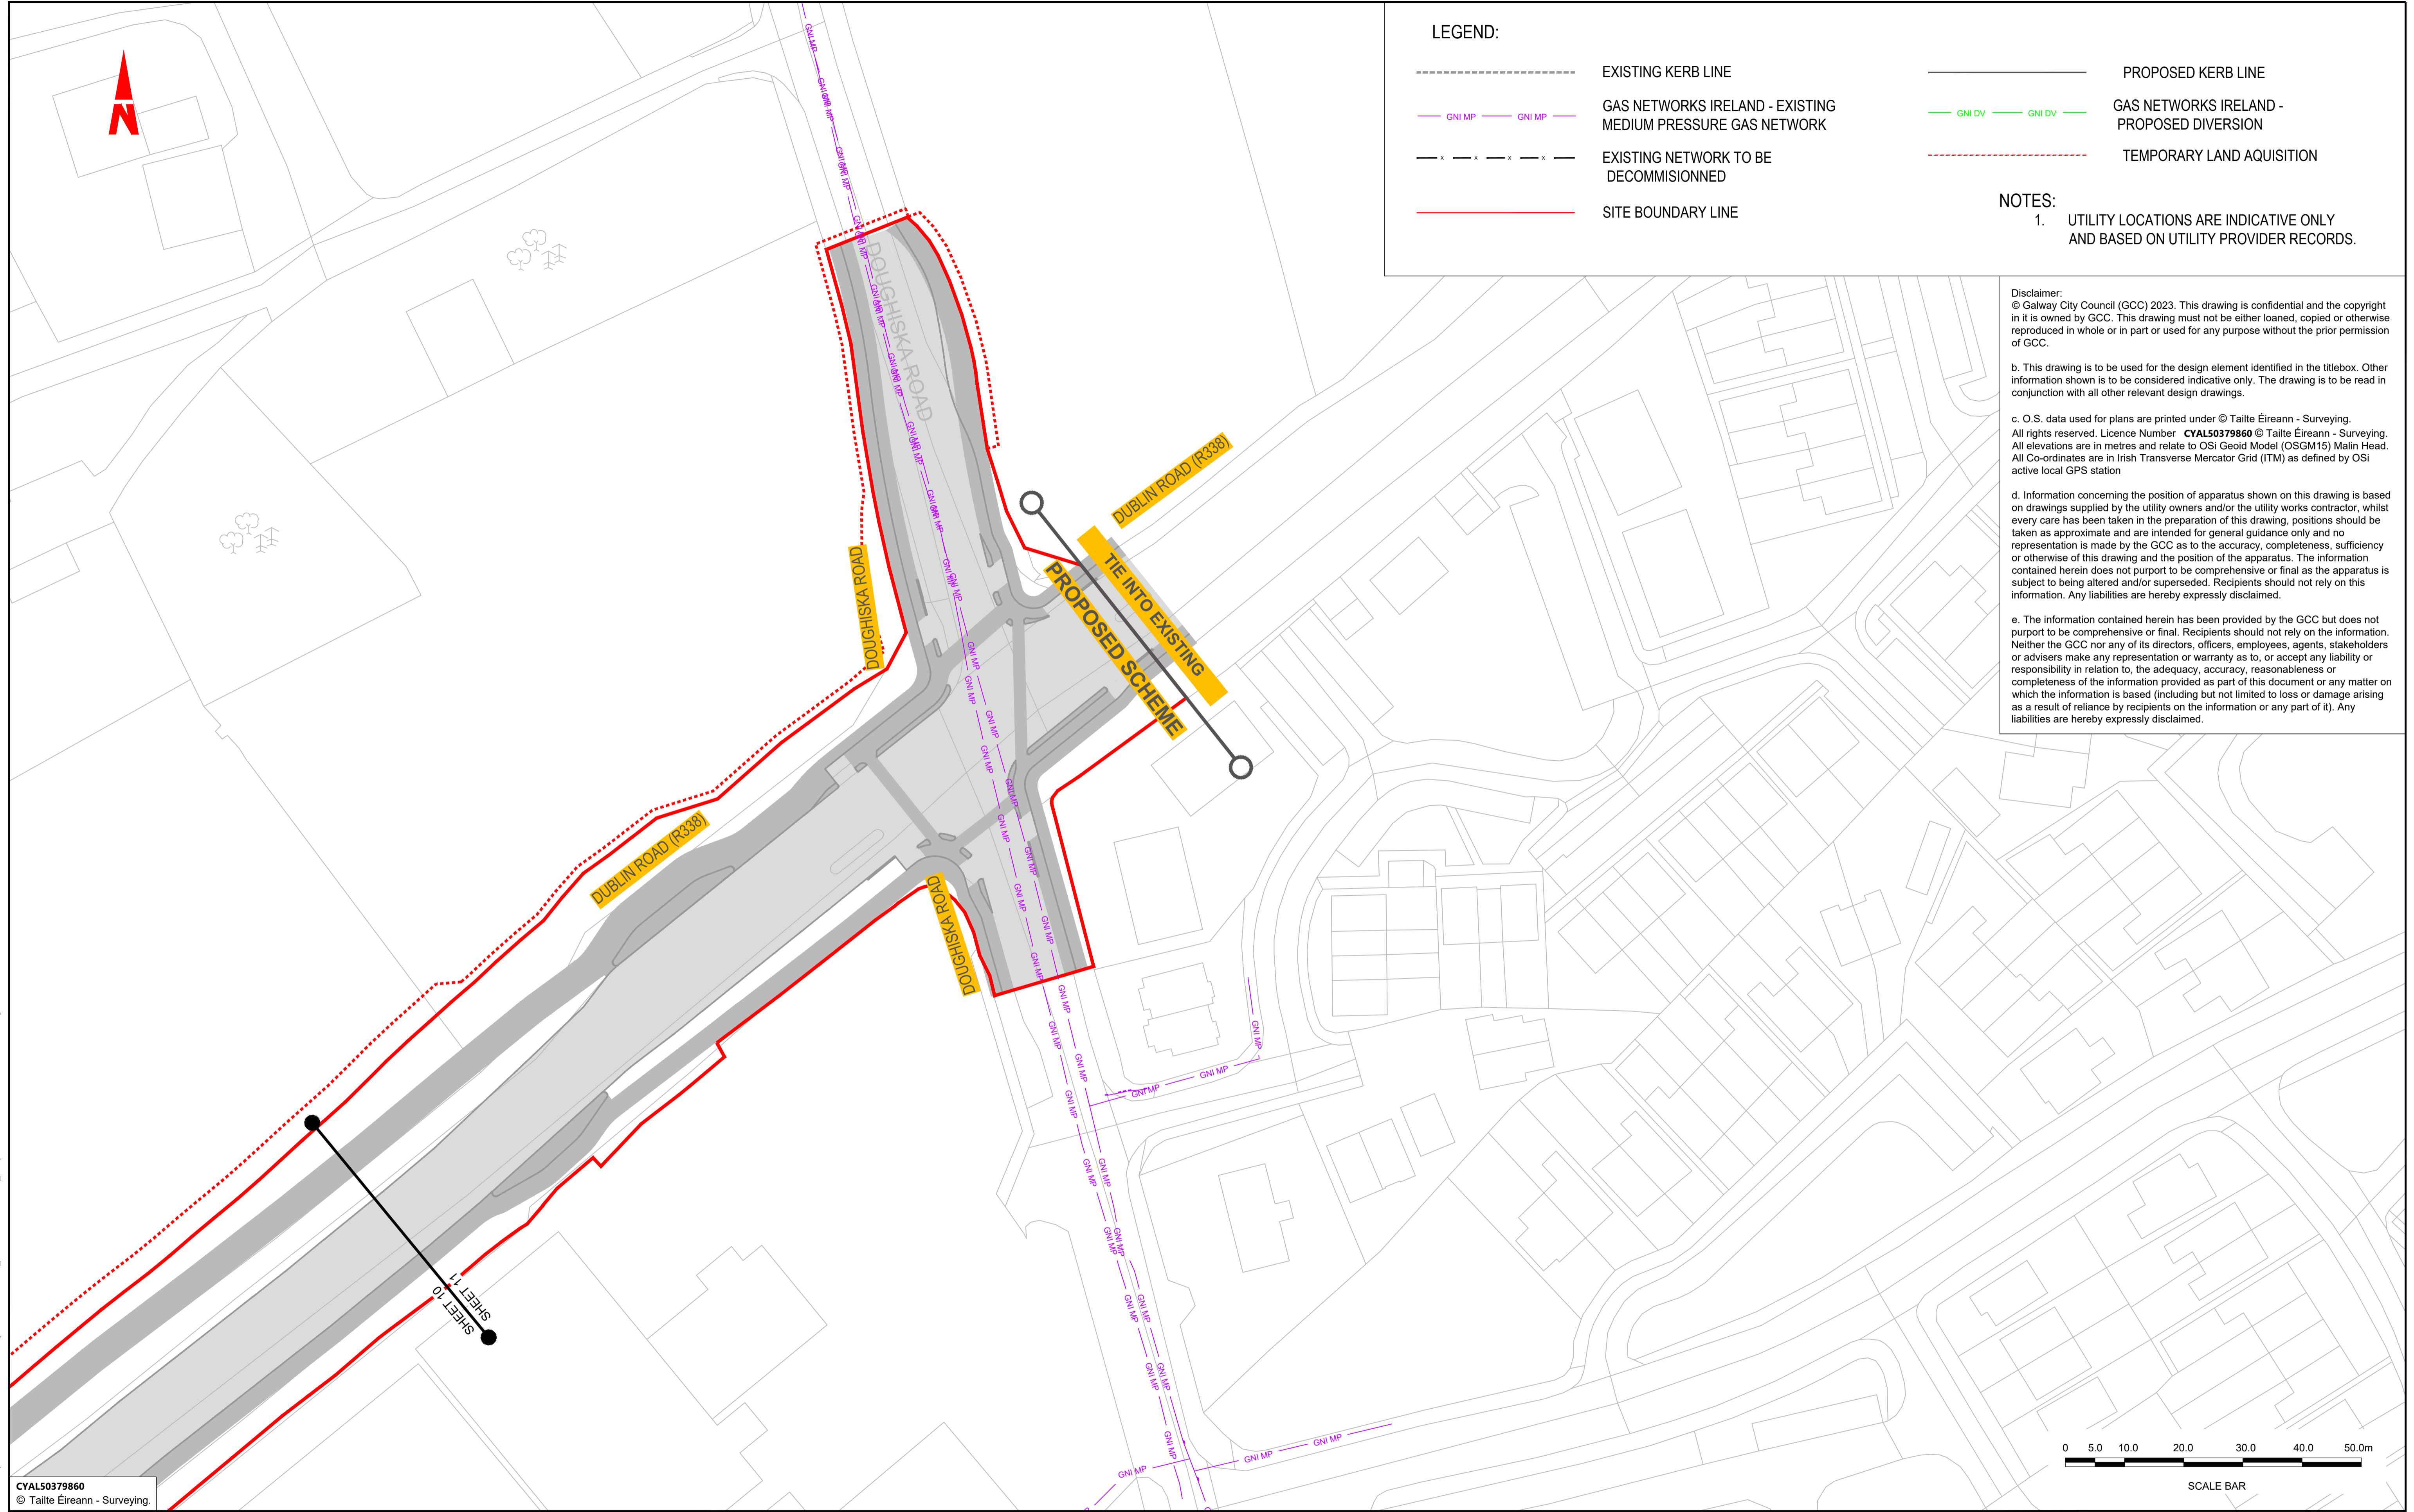 LEGEND:
EXISTING KERB LINE
GNI MP GNI MP
GAS NETWORKS IRELAND - EXISTING
MEDIUM PRESSURE GAS NETWORK
x x x x
EXISTING NETWORK TO BE
DECOMMISIONNED
SITE BOUNDARY LINE
PROPOSED KERB LINE
GNI DV GNI DV
GAS NETWORKS IRELAND -
PROPOSED DIVERSION
TEMPORARY LAND AQUISITION
NOTES:
1. UTILITY LOCATIONS ARE INDICATIVE ONLY
AND BASED ON UTILITY PROVIDER RECORDS.
Disclaimer:
© Galway City Council (GCC) 2023. This drawing is confidential and the copyright
in it is owned by GCC. This drawing must not be either loaned, copied or otherwise
reproduced in whole or in part or used for any purpose without the prior permission
of GCC.
b. This drawing is to be used for the design element identified in the titlebox. Other
information shown is to be considered indicative only. The drawing is to be read in
conjunction with all other relevant design drawings.
c. O.S. data used for plans are printed under © Tailte Éireann - Surveying.
All rights reserved. Licence Number CYAL50379860 © Tailte Éireann - Surveying.
All elevations are in metres and relate to OSi Geoid Model (OSGM15) Malin Head.
All Co-ordinates are in Irish Transverse Mercator Grid (ITM) as defined by OSi
active local GPS station
d. Information concerning the position of apparatus shown on this drawing is based
on drawings supplied by the utility owners and/or the utility works contractor, whilst
every care has been taken in the preparation of this drawing, positions should be
taken as approximate and are intended for general guidance only and no
representation is made by the GCC as to the accuracy, completeness, sufficiency
or otherwise of this drawing and the position of the apparatus. The information
contained herein does not purport to be comprehensive or final as the apparatus is
subject to being altered and/or superseded. Recipients should not rely on this
information. Any liabilities are hereby expressly disclaimed.
e. The information contained herein has been provided by the GCC but does not
purport to be comprehensive or final. Recipients should not rely on the information.
Neither the GCC nor any of its directors, officers, employees, agents, stakeholders
or advisers make any representation or warranty as to, or accept any liability or
responsibility in relation to, the adequacy, accuracy, reasonableness or
completeness of the information provided as part of this document or any matter on
which the information is based (including but not limited to loss or damage arising
as a result of reliance by recipients on the information or any part of it). Any
liabilities are hereby expressly disclaimed.
N
DOUGHISKA ROAD
DUBLIN ROAD (R338)
DOUGHISKA ROAD
TIE INTO EXISTING
PROPOSED SCHEME
DUBLIN ROAD (R338)
DOUGHISKA ROAD
GNI MP
GNI MP
GNI MP
GNI MP
GNI MP
GNI MP
GNI MP
GNI MP
SHEET 11
SHEET 10
0 5.0 10.0 20.0 30.0 40.0 50.0m
SCALE BAR
CYAL50379860
© Tailte Éireann - Surveying.